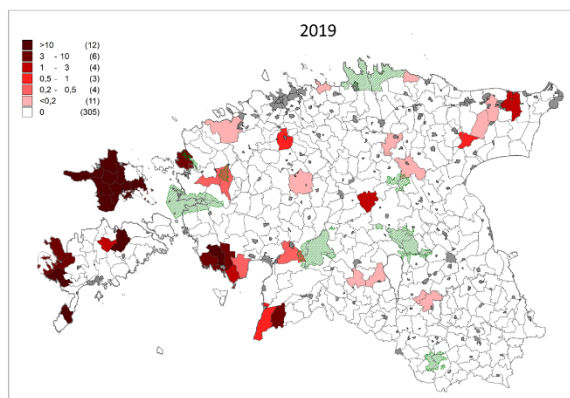 2019
>10 (12)
3 - 10 (6)
1 - 3 (4)
0,5 - 1 (3)
0,2 - 0,5 (4)
<0,2 (11)
0 (305)